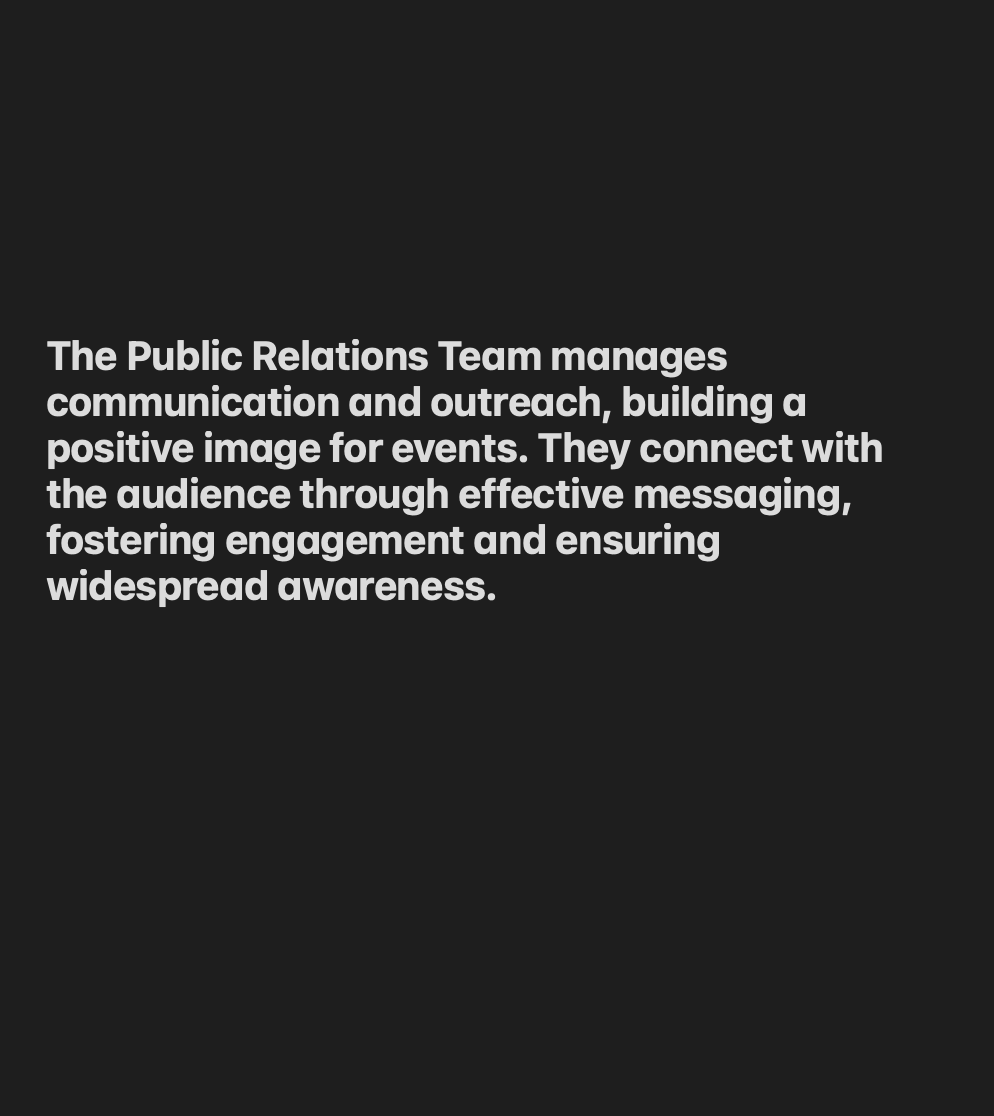 The Public Relations Team manages
communication and outreach, building a
positive image for events. They connect with
the audience through effective messaging,
fostering engagement and ensuring
widespread awareness.